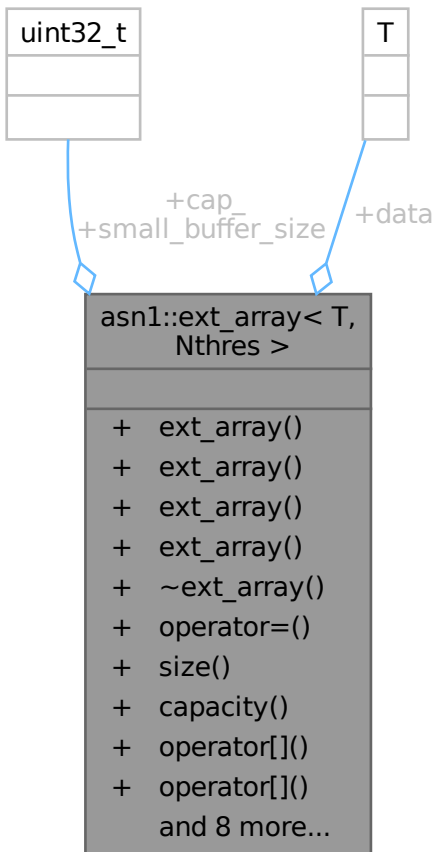 uint32_t
T
+cap_
+small_buffer_size
+data
asn1::ext_array< T,
Nthres >
+ ext_array()
+ ext_array()
+ ext_array()
+ ext_array()
+ ~ext_array()
+ operator=()
+ size()
+ capacity()
+ operator[]()
+ operator[]()
and 8 more...